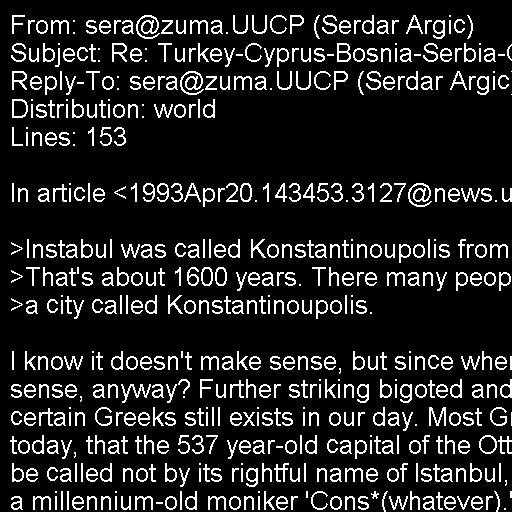 From: sera@zuma.UUCP (Serdar Argic)
Subject: Re: Turkey-Cyprus-Bosnia-Serbia-
Reply-To: sera@zuma.UUCP (Serdar Argic)
Distribution: world
Lines: 153

In article <1993Apr20.143453.3127@news.u

>Instabul was called Konstantinoupolis from
>That's about 1600 years. There many peop
>a city called Konstantinoupolis.

I know it doesn't make sense, but since when
sense, anyway? Further striking bigoted and
certain Greeks still exists in our day. Most G
today, that the 537 year-old capital of the Ott
be called not by its rightful name of Istanbul,
a millennium-old moniker 'Cons*(whatever).'